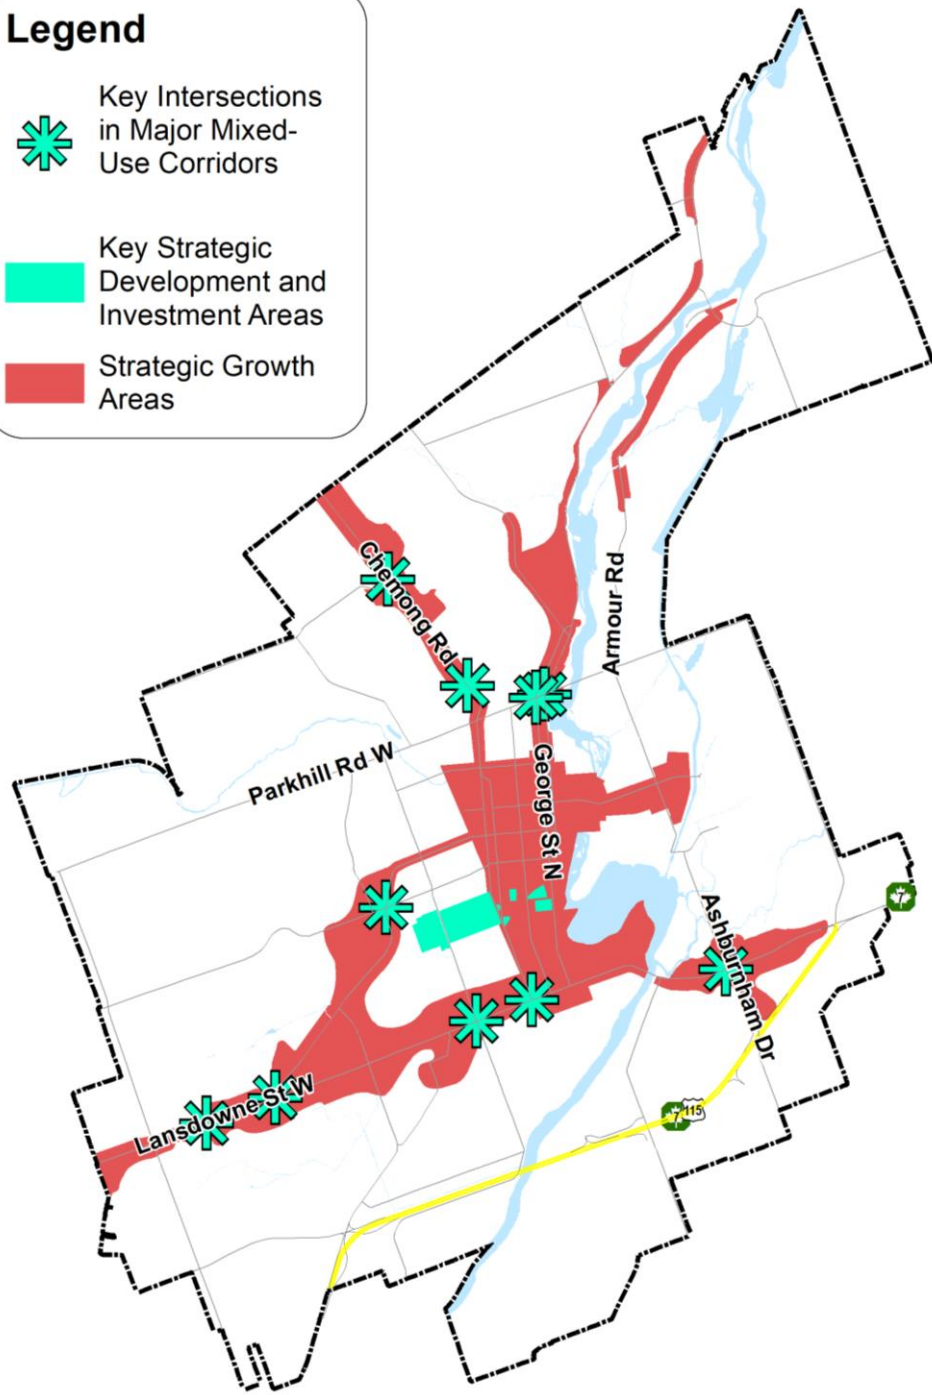 Legend
Key Intersections
in Major Mixed-
Use Corridors
Key Strategic
Development and
Investment Areas
Strategic Growth
Areas
Chemong Rd
Armour Rd
Parkhill Rd W
George St N
7
Ashburnham Dr
Lansdowne St W
7
115